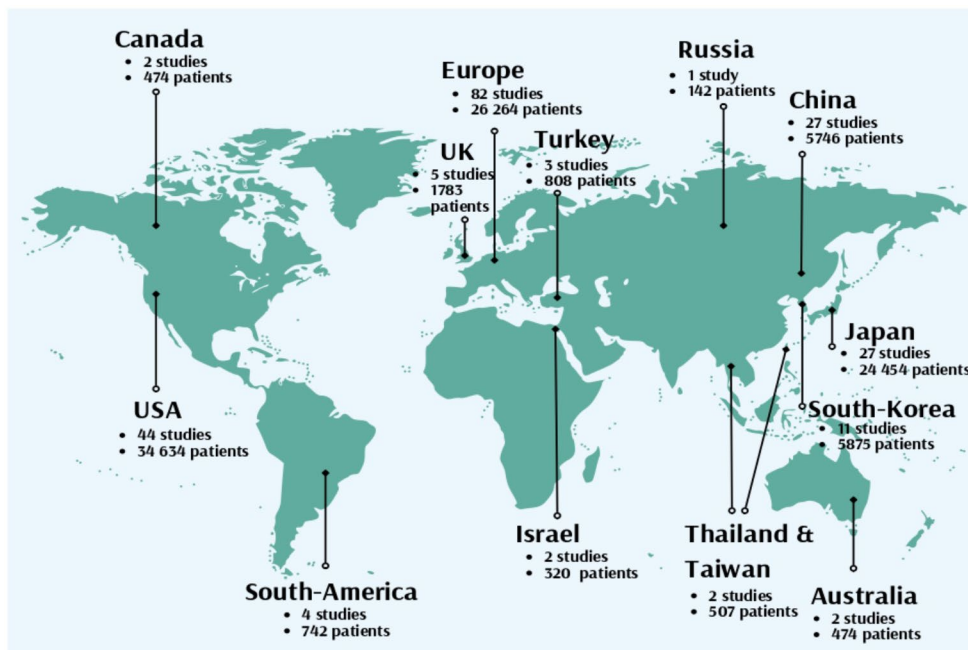 Canada
• 2 studies
• 474 patients
Europe
• 82 studies
• 26 264 patients
Russia
• 1 study
• 142 patients
China
• 27 studies
• 5746 patients
UK
• 5 studies
• 1783
patients
Turkey
• 3 studies
• 808 patients
Japan
• 27 studies
• 24 454 patients
USA
• 44 studies
• 34 634 patients
South-Korea
• 11 studies
• 5875 patients
Israel
• 2 studies
• 320 patients
Thailand &
Taiwan
• 2 studies
• 507 patients
South-America
• 4 studies
• 742 patients
Australia
• 2 studies
• 474 patients